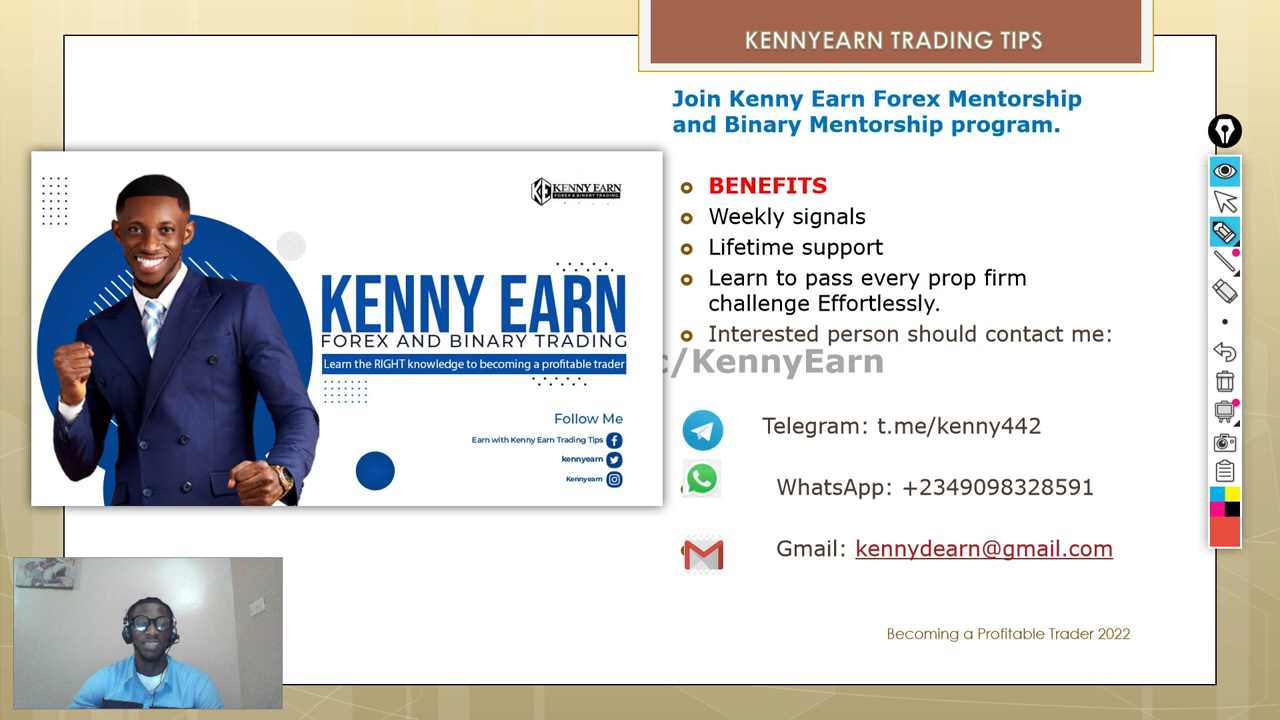 KENNYEARN TRADING TIPS
Join Kenny Earn Forex Mentorship
and Binary Mentorship program.
BENEFITS
Weekly signals
Lifetime support
Learn to pass every prop firm
challenge Effortlessly.
Interested person should contact me:
c/KennyEarn
Telegram: t.me/kenny442
WhatsApp: +2349098328591
Gmail: kennydearn@gmail.com
Becoming a Profitable Trader 2022
KE KENNY EARN
FOREX & BINARY TRADING
KENNY EARN
FOREX AND BINARY TRADING
Learn the RIGHT knowledge to becoming a profitable trader
Follow Me
Earn with Kenny Earn Trading Tips
kennyearn
Kennyearn